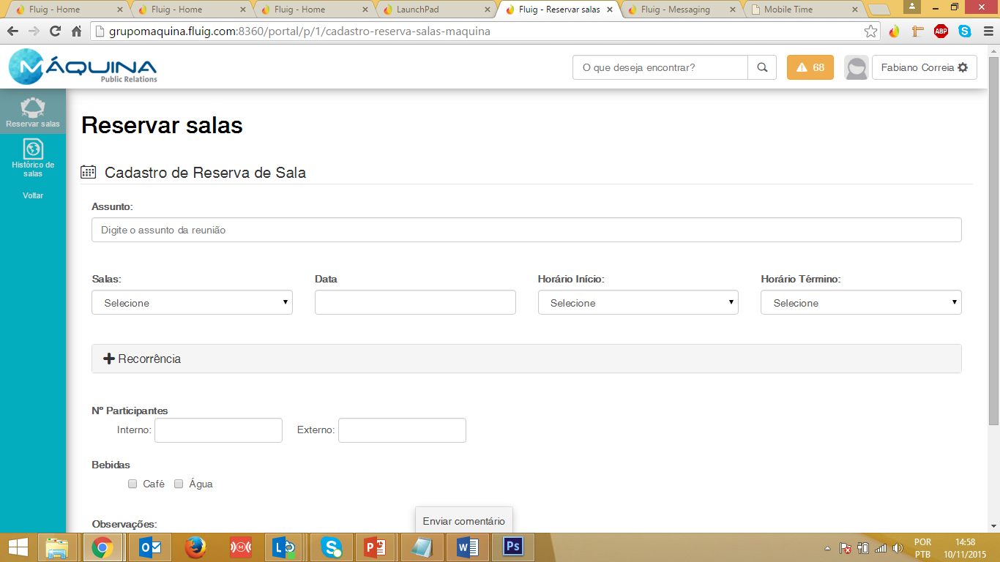 Fluig - Home
Fluig - Home
Fluig - Home
LaunchPad
Fluig - Reservar salas
Fluig - Messaging
Mobile Time
grupomaquina.fluig.com:8360/portal/p/1/cadastro-reserva-salas-maquina
ABP
MÁQUINA
Public Relations
O que deseja encontrar?
68
Fabiano Correia
Reservar salas
Histórico de
salas
Voltar
Reservar salas
Cadastro de Reserva de Sala
Assunto:
Digite o assunto da reunião
Salas:
Data
Horário Início:
Horário Término:
Selecione
Selecione
Selecione
Recorrência
Nº Participantes
Interno:
Externo:
Bebidas
Café
Água
Observações:
Enviar comentário
Ps
POR
PTB
14:58
10/11/2015